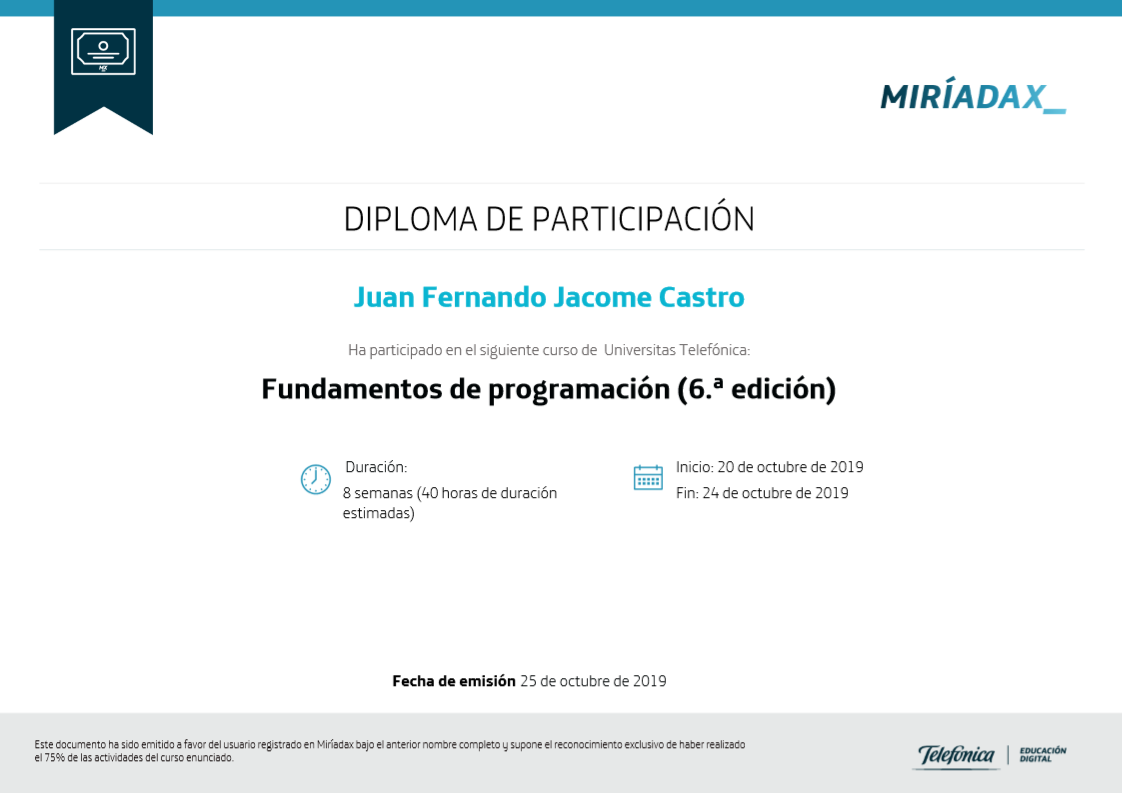 MX
MIRÍADAX_
DIPLOMA DE PARTICIPACIÓN
Juan Fernando Jacome Castro
Ha participado en el siguiente curso de Universitas Telefónica:
Fundamentos de programación (6.ª edición)
Duración:
8 semanas (40 horas de duración
estimadas)
Inicio: 20 de octubre de 2019
Fin: 24 de octubre de 2019
Fecha de emisión 25 de octubre de 2019
Este documento ha sido emitido a favor del usuario registrado en Miríadax bajo el anterior nombre completo y supone el reconocimiento exclusivo de haber realizado
el 75% de las actividades del curso enunciado.
Telefónica
EDUCACIÓN
DIGITAL